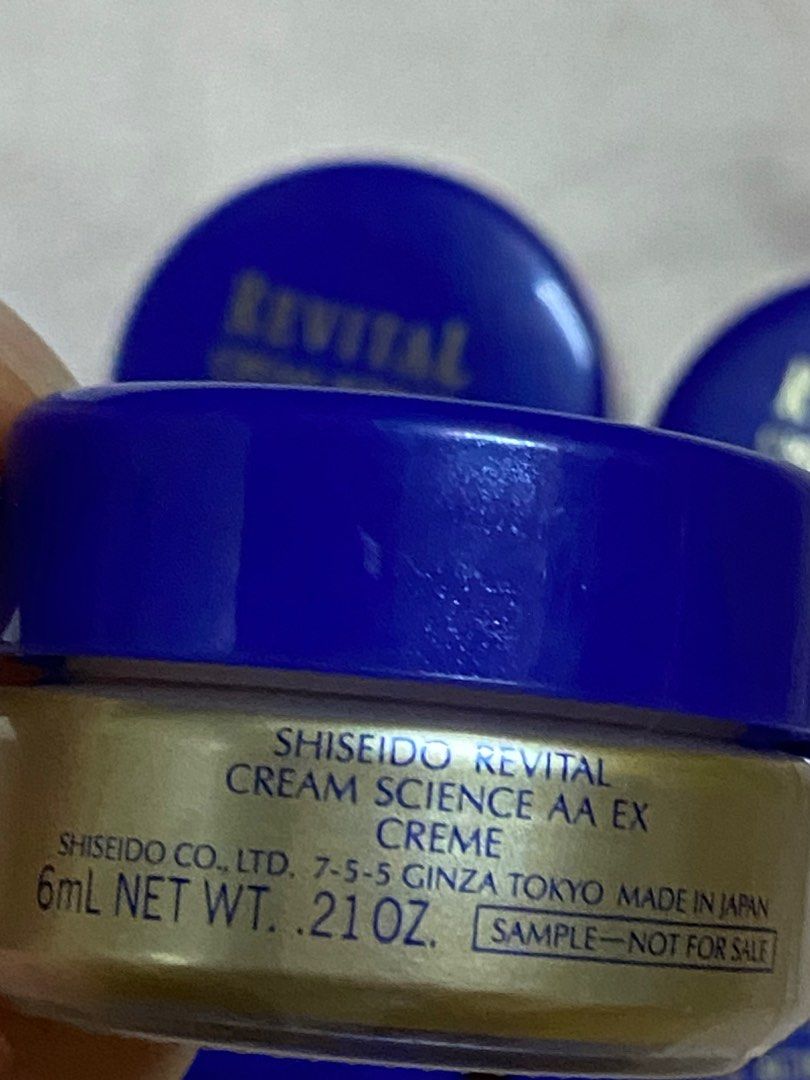 REVITAL
SHISEIDO REVITAL
CREAM SCIENCE AA EX
CREME
SHISEIDO CO., LTD. 7-5-5 GINZA TOKYO MADE IN JAPAN
6mL NET WT. .21 OZ.
SAMPLE—NOT FOR SALE